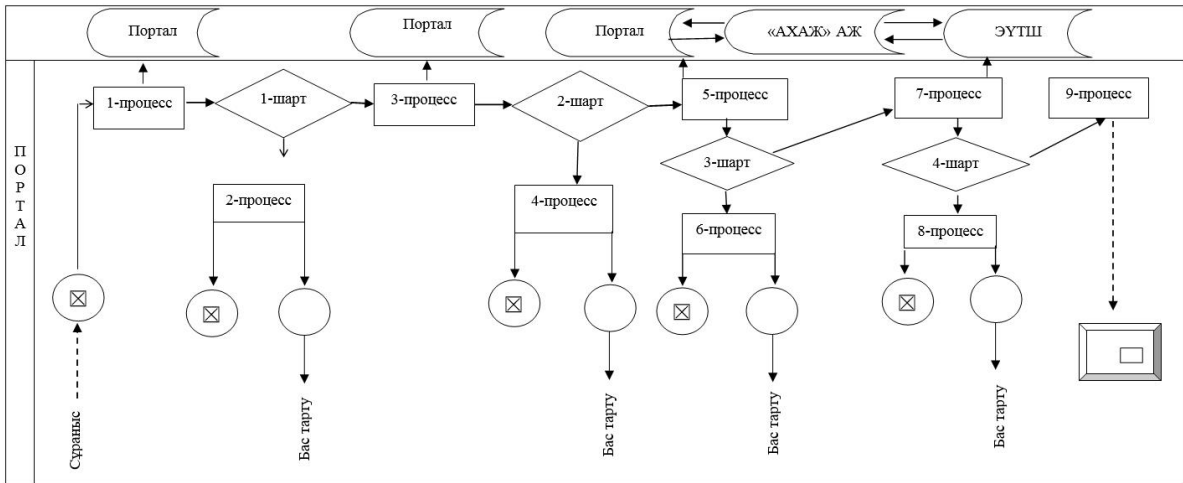 Портал
Портал
Портал
«АХАЖ» АЖ
ЭҮТШ
ПОРТАЛ
1-процесс
1-шарт
3-процесс
2-шарт
5-процесс
7-процесс
9-процесс
3-шарт
4-шарт
2-процесс
4-процесс
6-процесс
8-процесс
Сұраныс
Бас тарту
Бас тарту
Бас тарту
Бас тарту